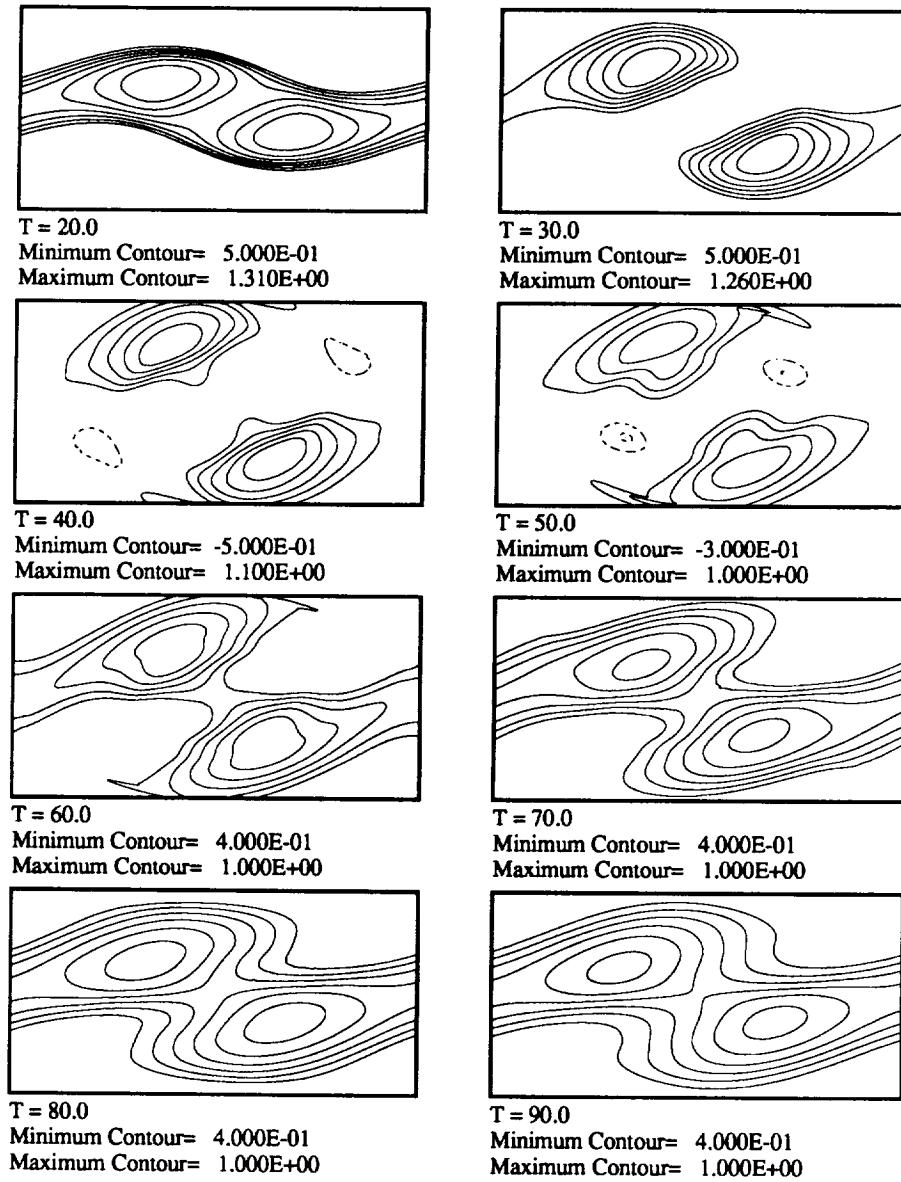 T = 20.0
Minimum Contour= 5.000E-01
Maximum Contour= 1.310E+00
T = 30.0
Minimum Contour= 5.000E-01
Maximum Contour= 1.260E+00
T = 40.0
Minimum Contour= -5.000E-01
Maximum Contour= 1.100E+00
T = 50.0
Minimum Contour= -3.000E-01
Maximum Contour= 1.000E+00
T = 60.0
Minimum Contour= 4.000E-01
Maximum Contour= 1.000E+00
T = 70.0
Minimum Contour= 4.000E-01
Maximum Contour= 1.000E+00
T = 80.0
Minimum Contour= 4.000E-01
Maximum Contour= 1.000E+00
T = 90.0
Minimum Contour= 4.000E-01
Maximum Contour= 1.000E+00